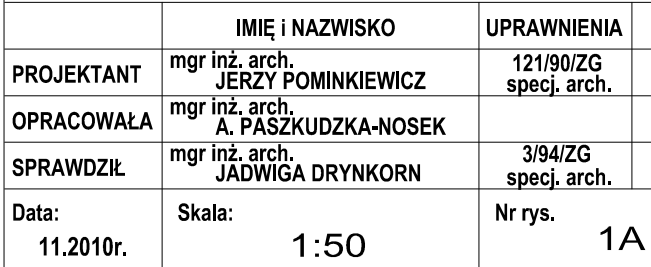 IMIĘ i NAZWISKO UPRAWNIENIA
PROJEKTANT mgr inż. arch. 121/90/ZG
JERZY POMINKIEWICZ specj. arch.
OPRACOWAŁA mgr inż. arch.
A. PASZKUDZKA-NOSEK
SPRAWDZIŁ mgr inż. arch. 3/94/ZG
JADWIGA DRYNKORN specj. arch.
Data: Skala: Nr rys.
11.2010r. 1:50 1A